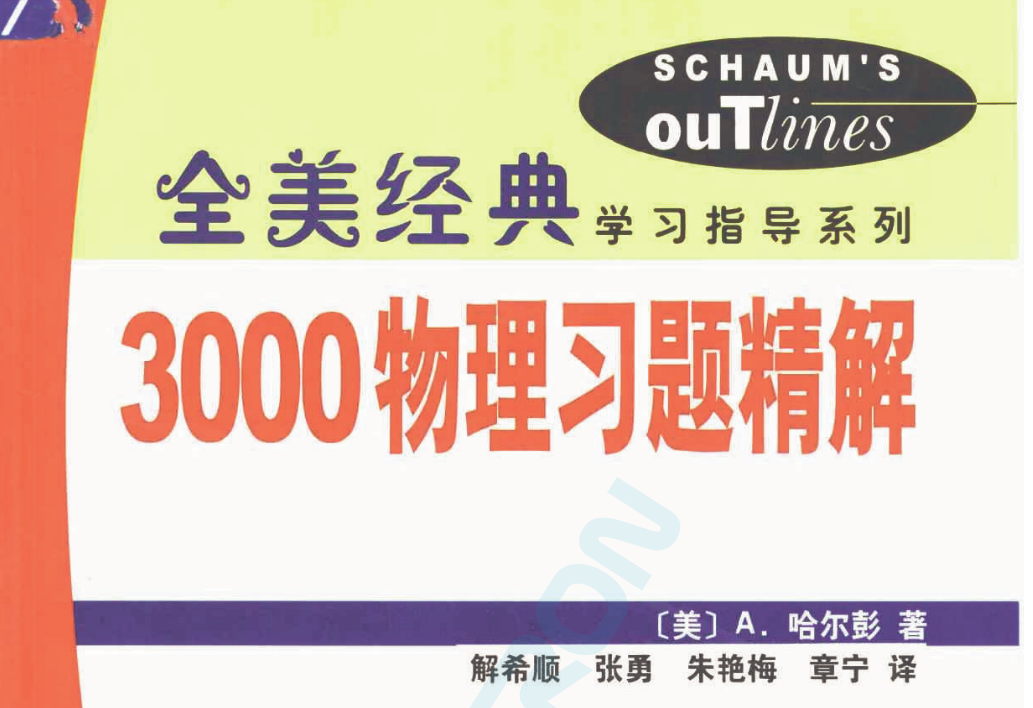 SCHAUM'S
ouTlines
全美经典学习指导系列
3000物理习题精解
〔美〕A. 哈尔彭 著
解希顺 张勇 朱艳梅 章宁 译